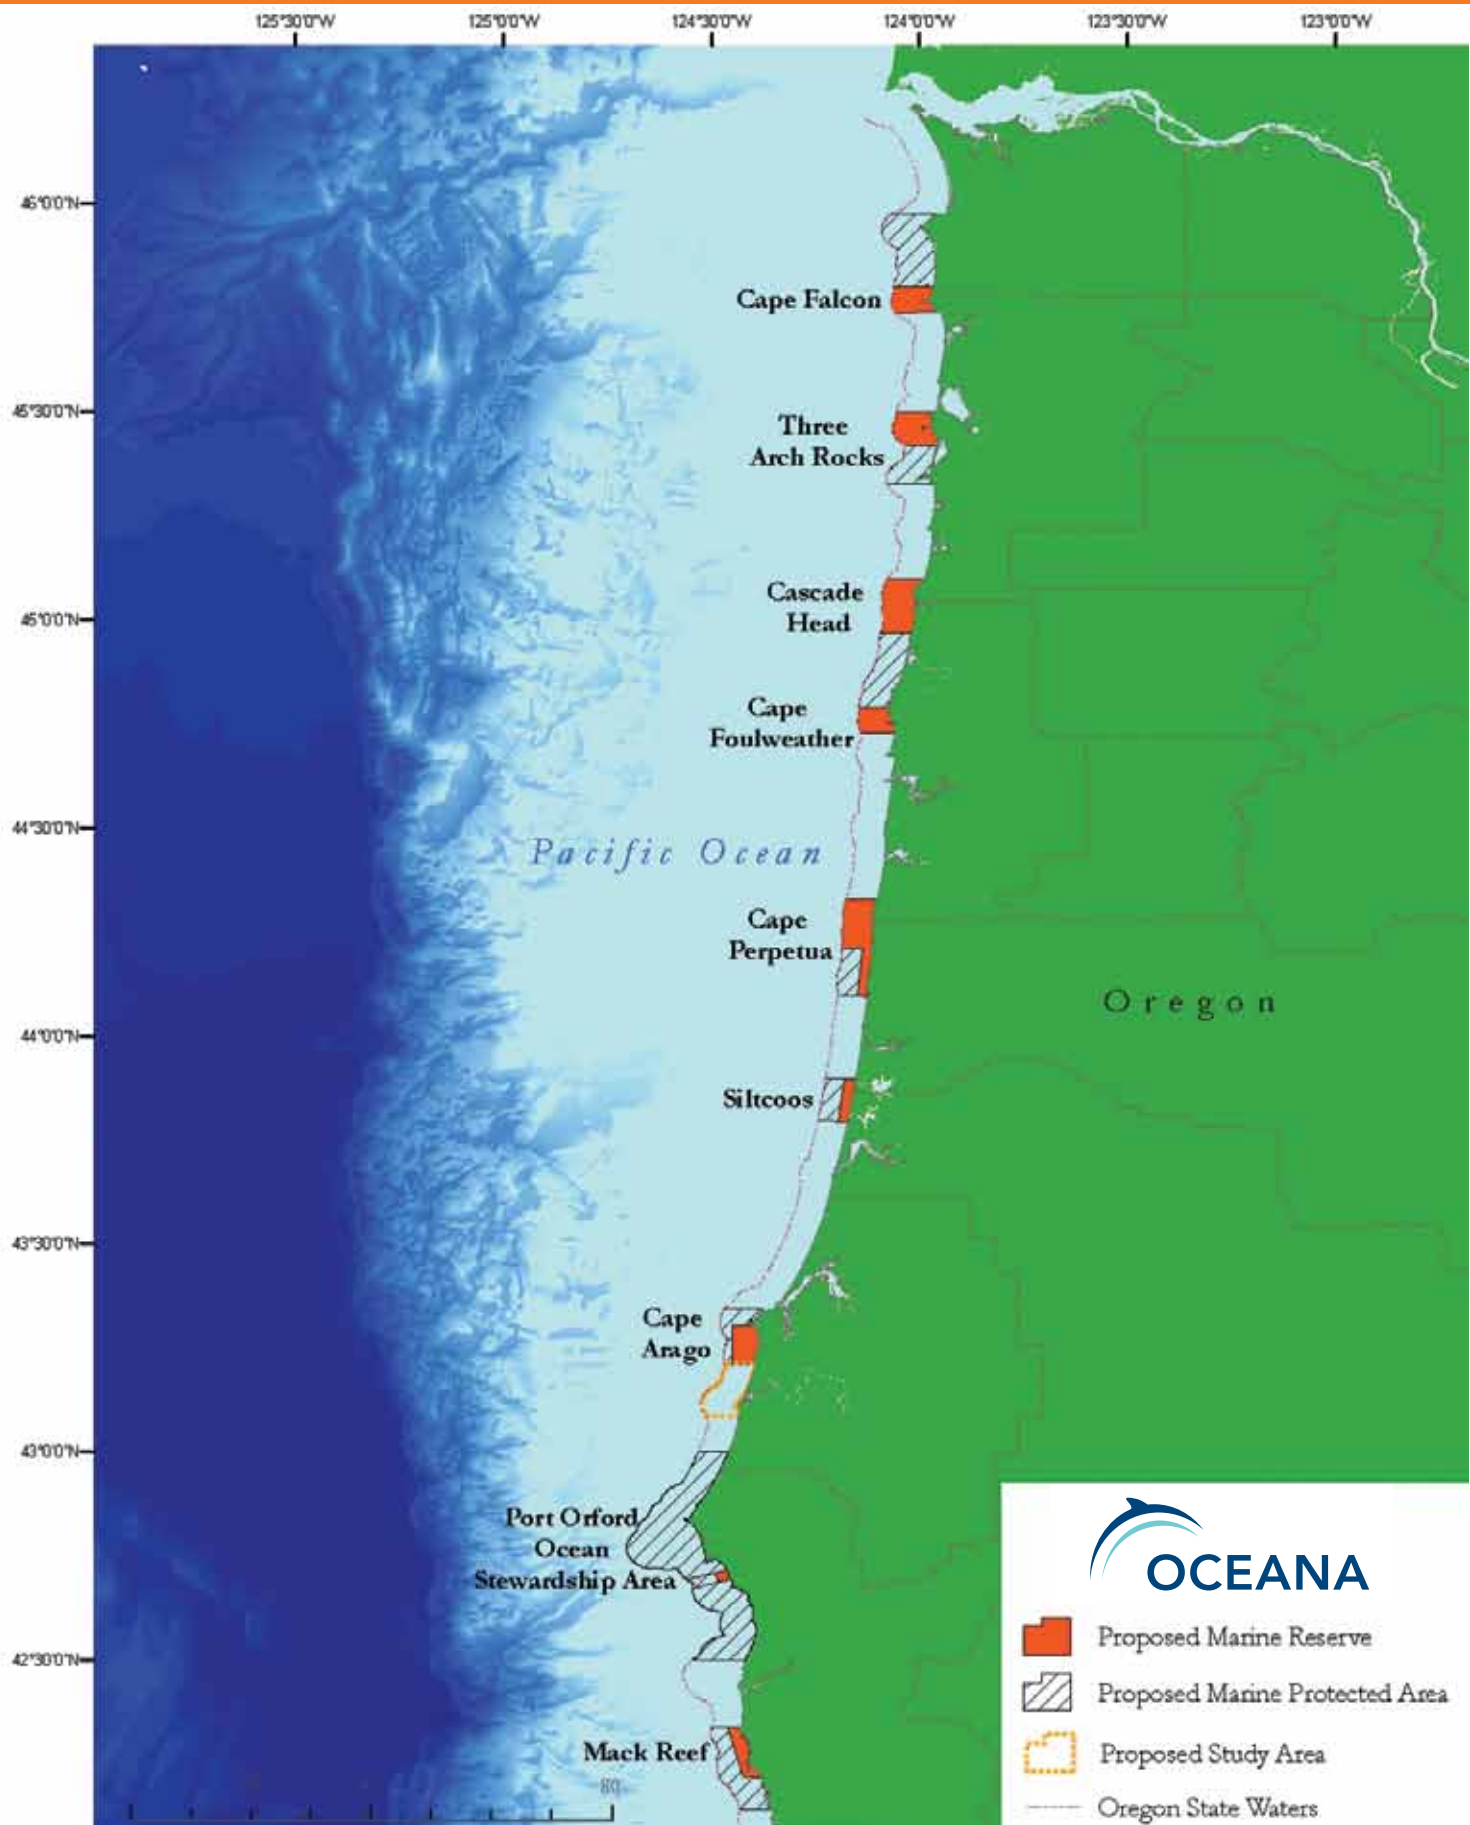 125°30'0"W 125°0'0"W 124°30'0"W 124°0'0"W 123°30'0"W 123°0'0"W
46°0'0"N
Cape Falcon
45°30'0"N
Three
Arch Rocks
Cascade
Head
45°0'0"N
Cape
Foulweather
44°30'0"N
Pacific Ocean
Cape
Perpetua
Oregon
44°0'0"N
Siltcoos
43°30'0"N
Cape
Arago
43°0'0"N
Port Orford
Ocean
Stewardship Area
42°30'0"N
Mack Reef
80
OCEANA
Proposed Marine Reserve
Proposed Marine Protected Area
Proposed Study Area
Oregon State Waters